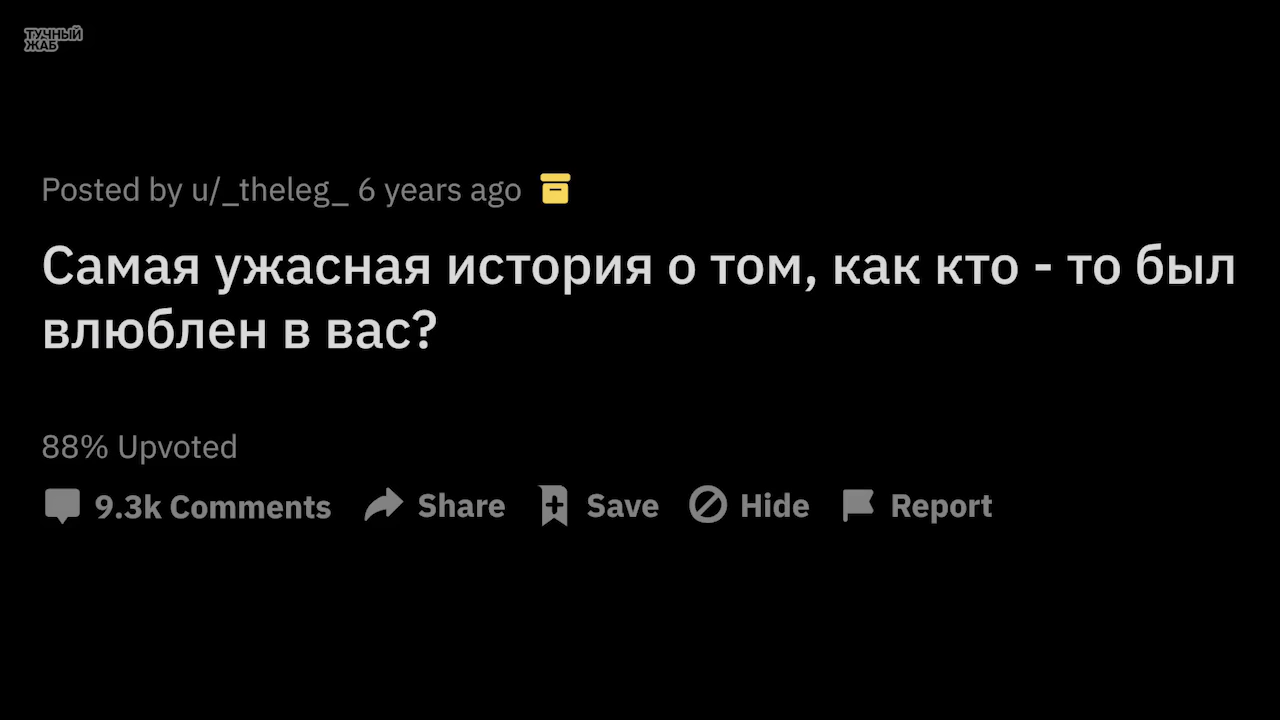 ТУЧНЫЙ
ЖАБ
Posted by u/_theleg_ 6 years ago
Самая ужасная история о том, как кто - то был
влюблен в вас?
88% Upvoted
9.3k Comments Share Save Hide Report